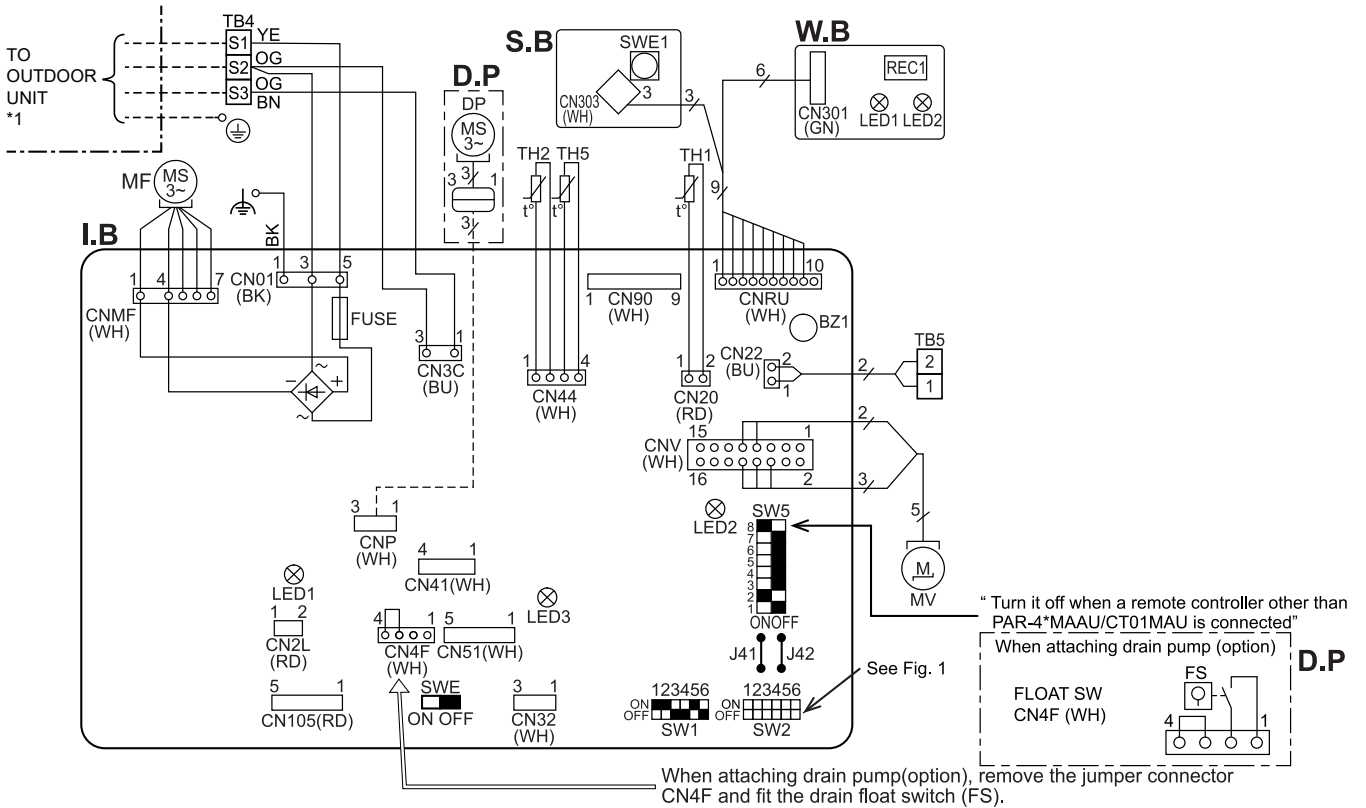 TO
OUTDOOR
UNIT
*1
TB4
S1
S2
S3
YE
OG
OG
BN
S.B
SWE1
CN303
(WH)
3
3
W.B
6
CN301
(GN)
REC1
LED1 LED2
D.P
DP
MS
3~
3
3 1
3
MF
MS
3~
BK
TH2 TH5
t° t°
TH1
t°
9
I.B
1 4 7
CNMF
(WH)
1 3 5
CN01
(BK)
FUSE
~
- +
~
3 1
CN3C
(BU)
1 4
CN44
(WH)
1 9
CN90
(WH)
1 10
CNRU
(WH)
BZ1
1 2
CN20
(RD)
CN22
(BU)
2
1
2
TB5
2
1
15 1
CNV
(WH)
16 2
2
3
5
M
MV
3 1
CNP
(WH)
4 1
CN41(WH)
LED1
1 2
CN2L
(RD)
4 1
CN4F
(WH)
5 1
CN51(WH)
LED3
LED2
SW5
8
7
6
5
4
3
2
1
ONOFF
J41 J42
5 1
CN105(RD)
SWE
ON OFF
3 1
CN32
(WH)
123456
ON
OFF
SW1
123456
ON
OFF
SW2
See Fig. 1
“ Turn it off when a remote controller other than
PAR-4*MAAU/CT01MAU is connected”
When attaching drain pump (option)
D.P
FLOAT SW
CN4F (WH)
FS
4 1
When attaching drain pump(option), remove the jumper connector
CN4F and fit the drain float switch (FS).